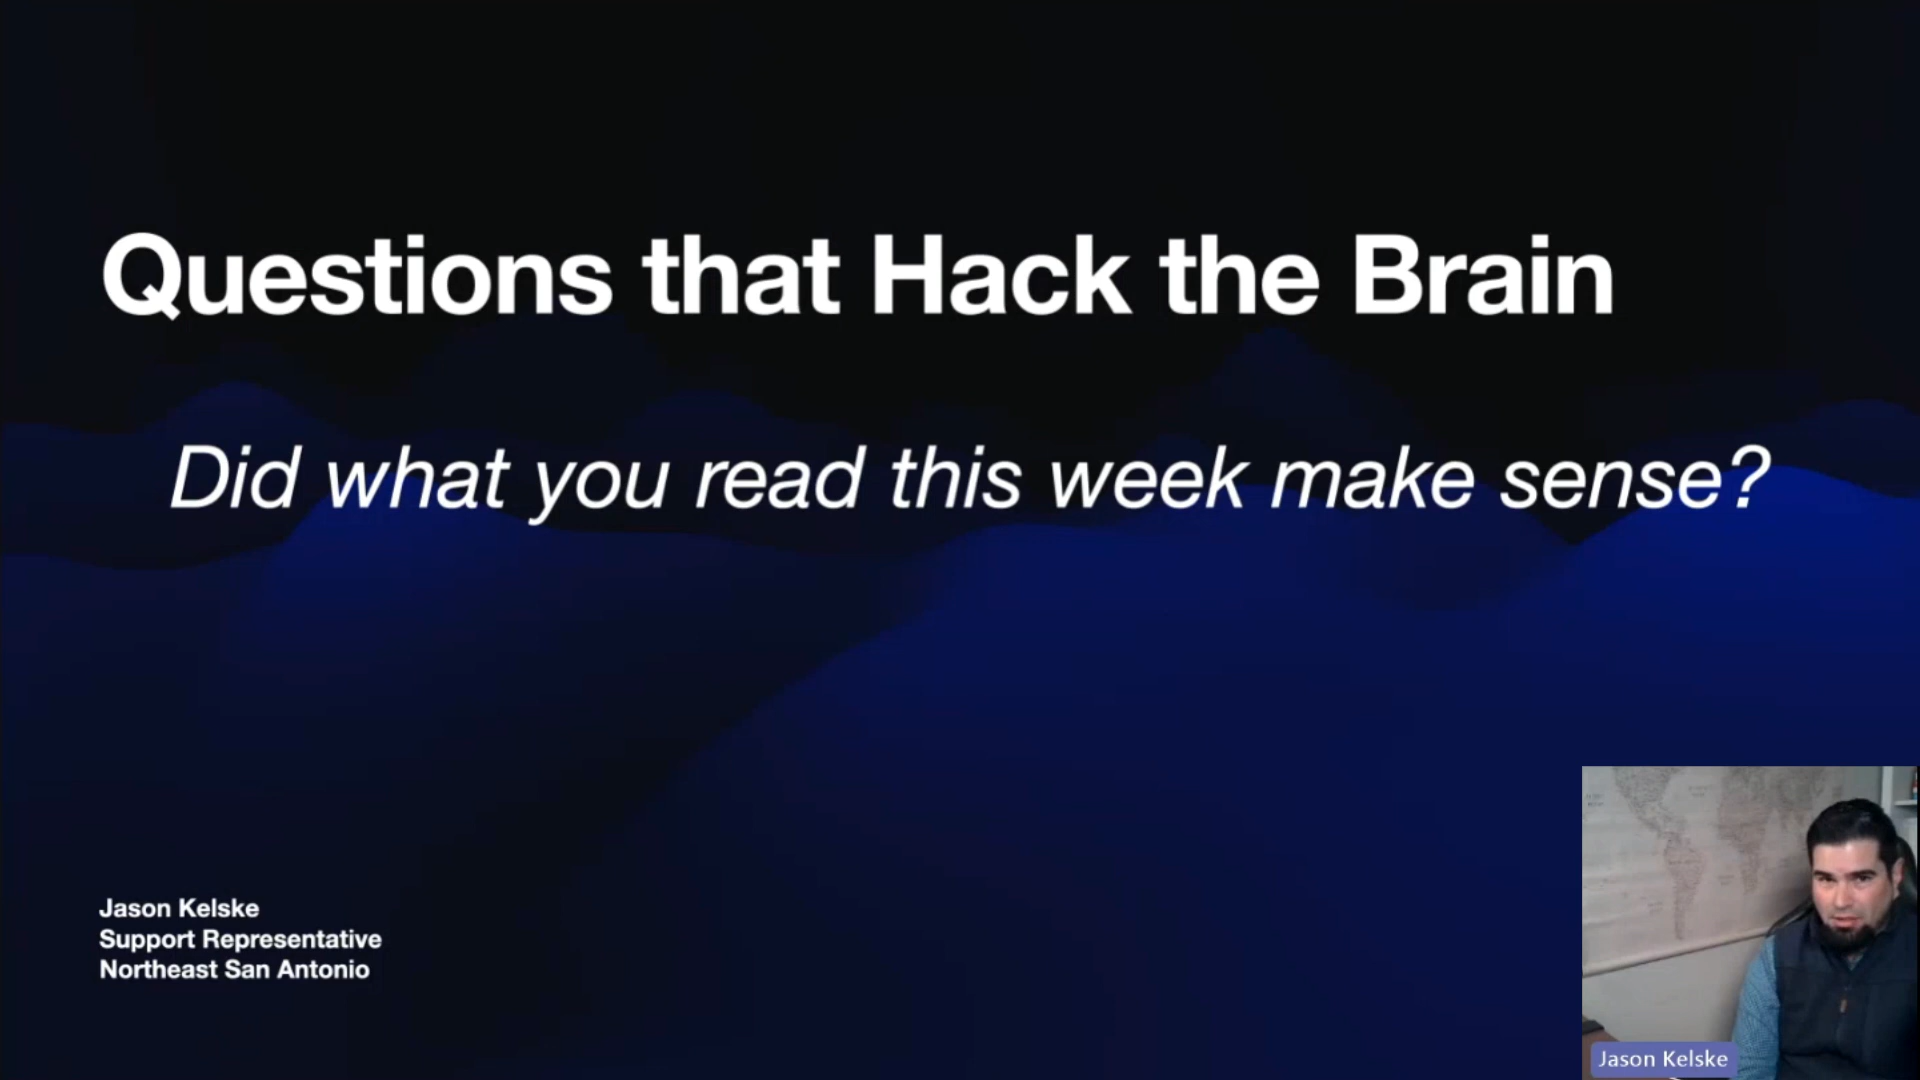 Questions that Hack the Brain
Did what you read this week make sense?
Jason Kelske
Support Representative
Northeast San Antonio
Jason Kelske